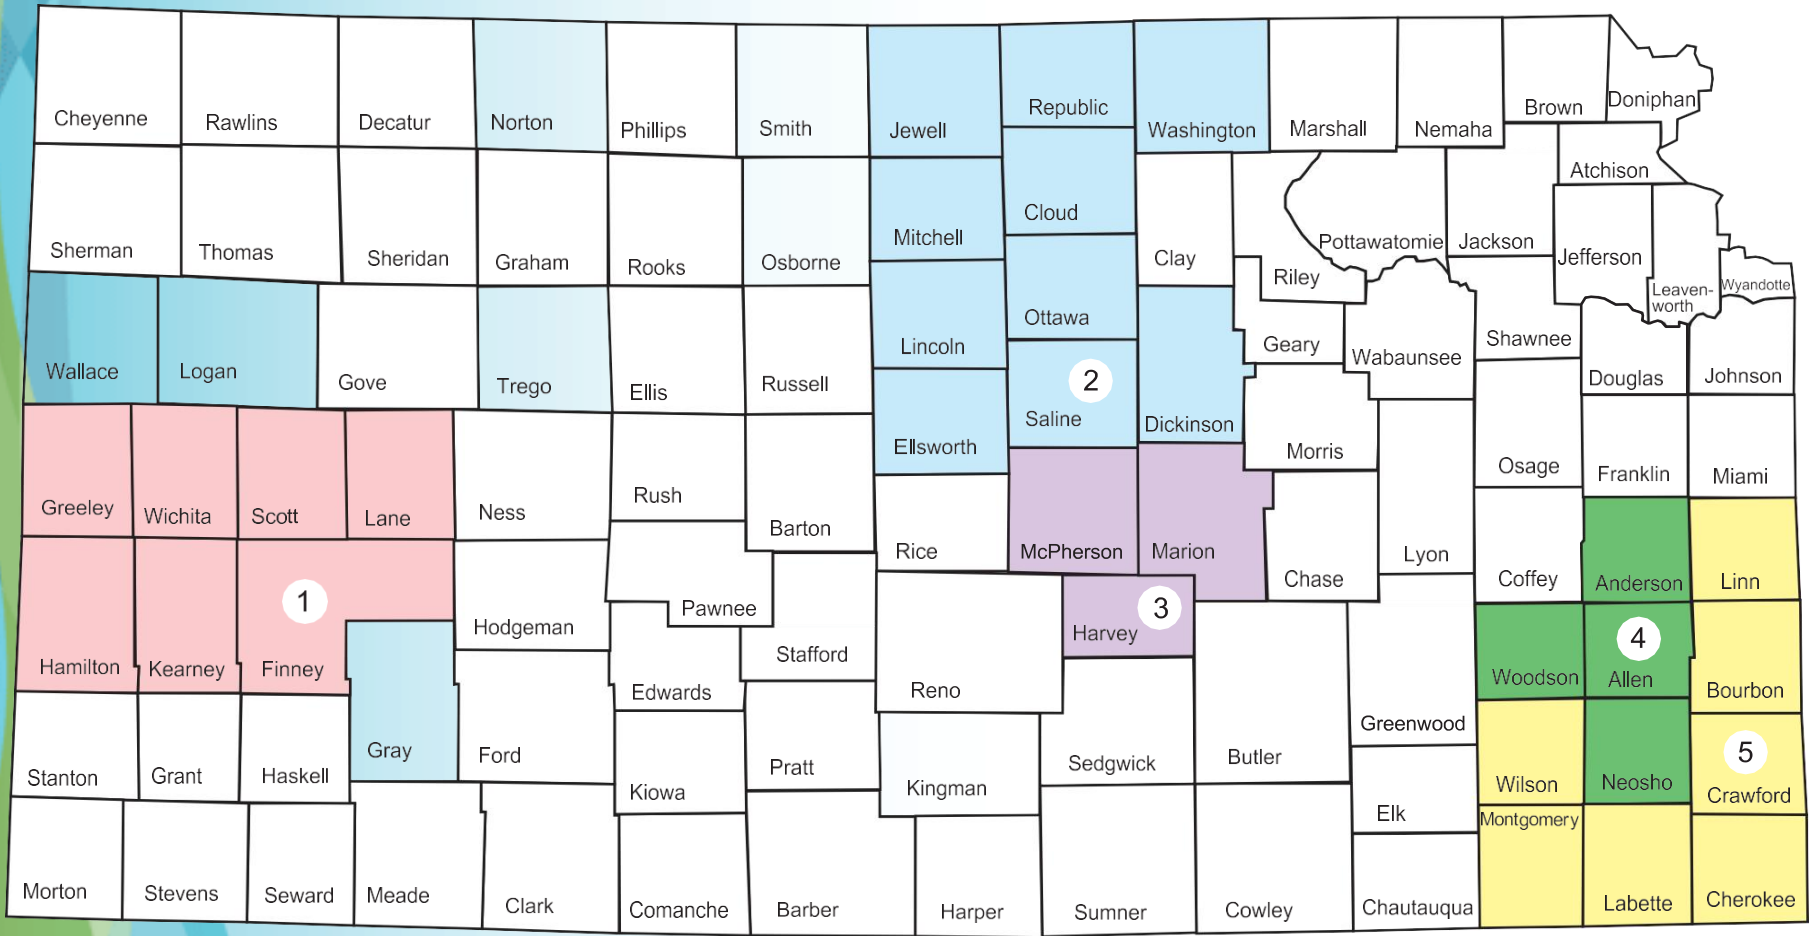 Cheyenne
Rawlins
Decatur
Norton
Phillips
Smith
Jewell
Republic
Washington
Marshall
Nemaha
Brown
Doniphan
Atchison
Sherman
Thomas
Sheridan
Graham
Rooks
Osborne
Mitchell
Cloud
Clay
Riley
Pottawatomie
Jackson
Jefferson
Leaven-
worth
Wyandotte
Wallace
Logan
Gove
Trego
Ellis
Russell
Lincoln
Ottawa
Saline
2
Dickinson
Geary
Wabaunsee
Shawnee
Douglas
Johnson
Ellsworth
Morris
Osage
Franklin
Miami
Greeley
Wichita
Scott
Lane
Ness
Rush
Barton
Rice
McPherson
Marion
Chase
Lyon
Coffey
Anderson
Linn
1
Hamilton
Kearney
Finney
Hodgeman
Pawnee
Stafford
Edwards
Reno
3
Harvey
Woodson
4
Allen
Bourbon
Greenwood
Stanton
Grant
Haskell
Gray
Ford
Kiowa
Pratt
Kingman
Sedgwick
Butler
Elk
Wilson
Neosho
5
Crawford
Montgomery
Morton
Stevens
Seward
Meade
Clark
Comanche
Barber
Harper
Sumner
Cowley
Chautauqua
Labette
Cherokee